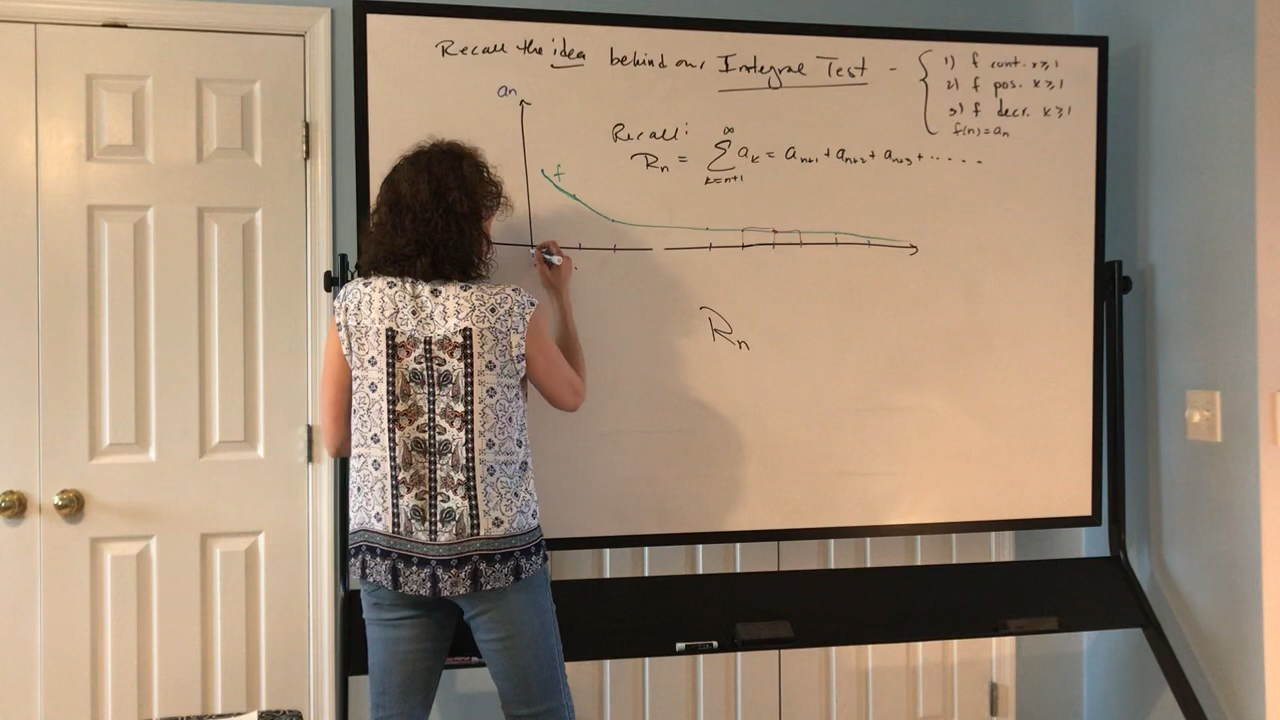 Recall the idea behind our Integral Test - { 1) f cont. x ≥ 1
2) f pos. x ≥ 1
3) f decr. x ≥ 1
f(n) = aₙ
aₙ
Recall:
Rₙ = ∑_{k=n+1}^{∞} aₖ = aₙ₊₁ + aₙ₊₂ + aₙ₊₃ + · · · · ·
f
Rₙ